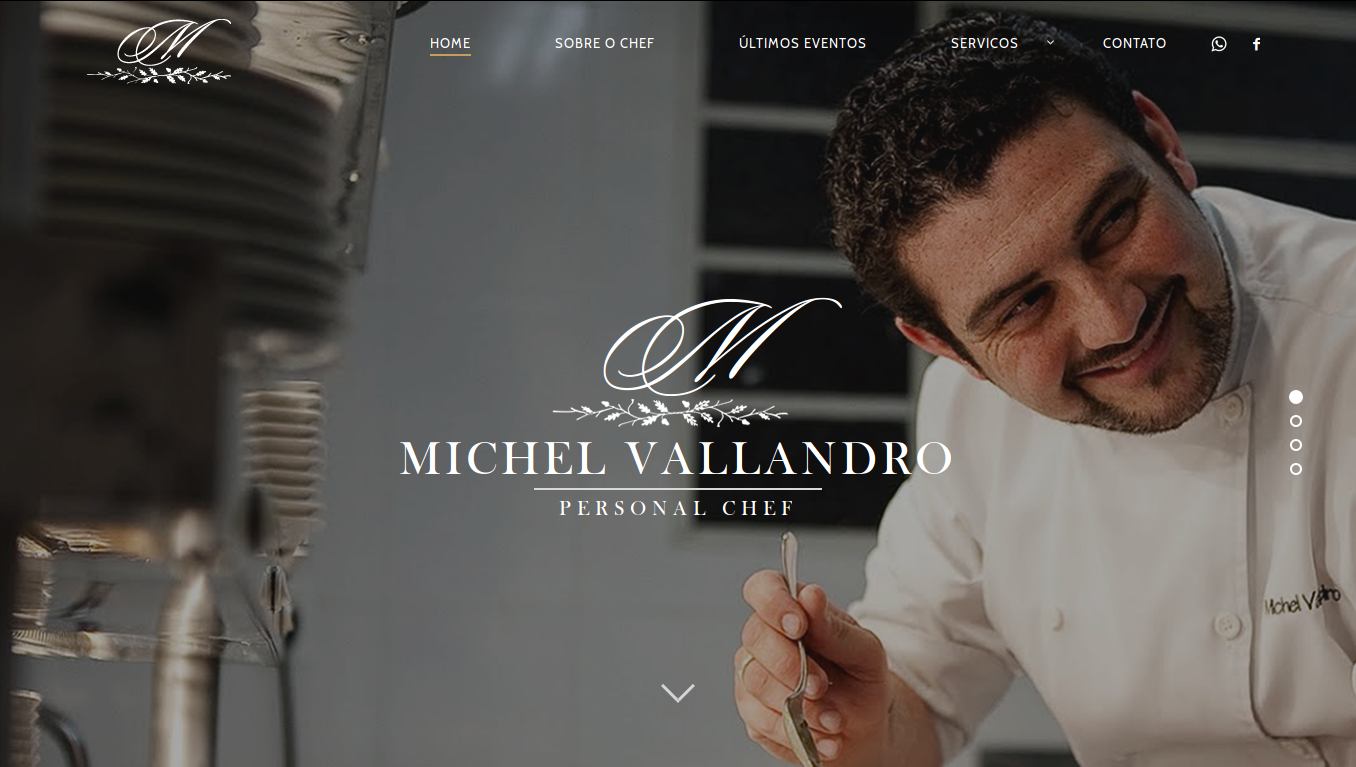 M
HOME SOBRE O CHEF ÚLTIMOS EVENTOS SERVICOS CONTATO
M
MICHEL VALLANDRO
PERSONAL CHEF
Michel Vallandro